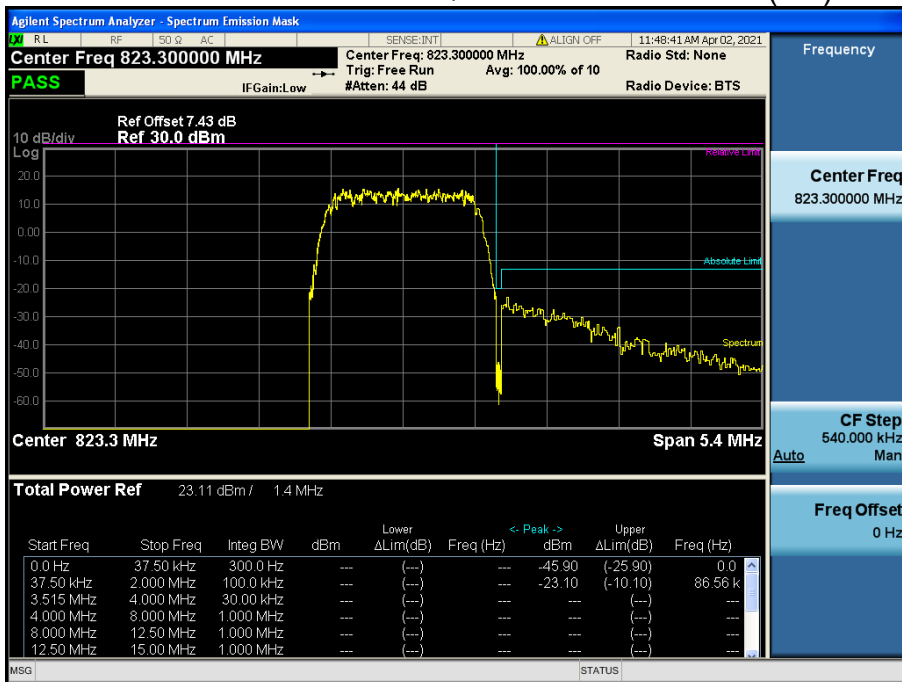 Agilent Spectrum Analyzer - Spectrum Emission Mask
LXI RL RF 50 Ω AC SENSE:INT ALIGN OFF 11:48:41 AM Apr 02, 2021
Center Freq 823.300000 MHz
Center Freq: 823.300000 MHz
Radio Std: None
Trig: Free Run Avg: 100.00% of 10
PASS
IFGain:Low
#Atten: 44 dB
Radio Device: BTS
Ref Offset 7.43 dB
10 dB/div Ref 30.0 dBm
Log
Relative Limit
20.0
10.0
0.00
-10.0
Absolute Limit
-20.0
-30.0
-40.0
Spectrum
-50.0
-60.0
Center 823.3 MHz Span 5.4 MHz
Total Power Ref 23.11 dBm / 1.4 MHz
Lower <- Peak -> Upper
Start Freq Stop Freq Integ BW dBm ΔLim(dB) Freq (Hz) dBm ΔLim(dB) Freq (Hz)
0.0 Hz 37.50 kHz 300.0 Hz --- (---) --- -45.90 (-25.90) 0.0
37.50 kHz 2.000 MHz 100.0 kHz --- (---) --- -23.10 (-10.10) 86.56 k
3.515 MHz 4.000 MHz 30.00 kHz --- (---) --- --- (---) ---
4.000 MHz 8.000 MHz 1.000 MHz --- (---) --- --- (---) ---
8.000 MHz 12.50 MHz 1.000 MHz --- (---) --- --- (---) ---
12.50 MHz 15.00 MHz 1.000 MHz --- (---) --- --- (---) ---
MSG STATUS
Frequency
Center Freq
823.300000 MHz
CF Step
540.000 kHz
Auto Man
Freq Offset
0 Hz